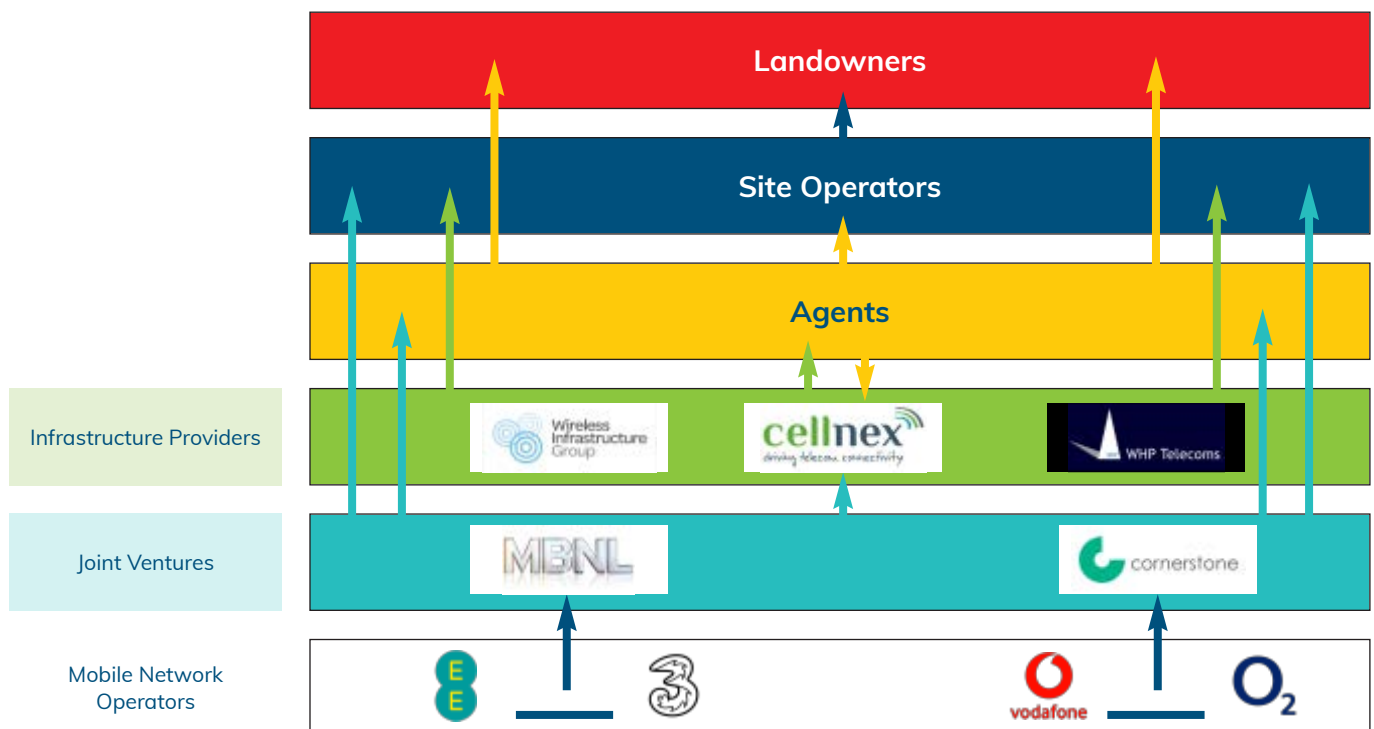 Landowners
Site Operators
Agents
Infrastructure Providers
Wireless
Infrastructure
Group
cellnex
driving telecom connectivity
WHP Telecoms
Joint Ventures
MBNL
cornerstone
Mobile Network
Operators
E
E
3
vodafone
O2